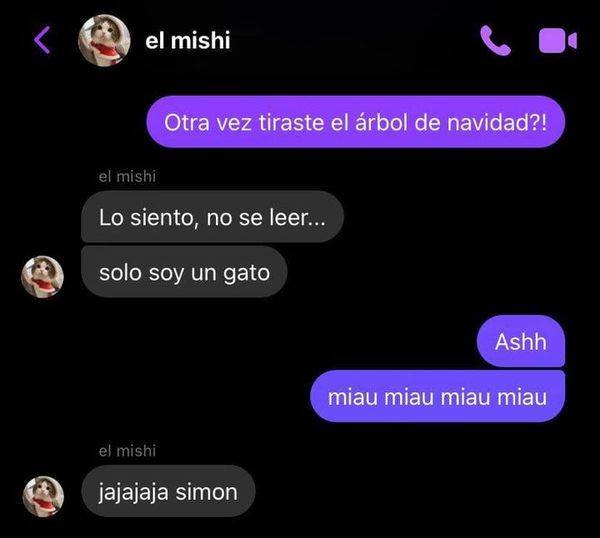 el mishi
Otra vez tiraste el árbol de navidad?!
el mishi
Lo siento, no se leer...
solo soy un gato
Ashh
miau miau miau miau
el mishi
jajajaja simon